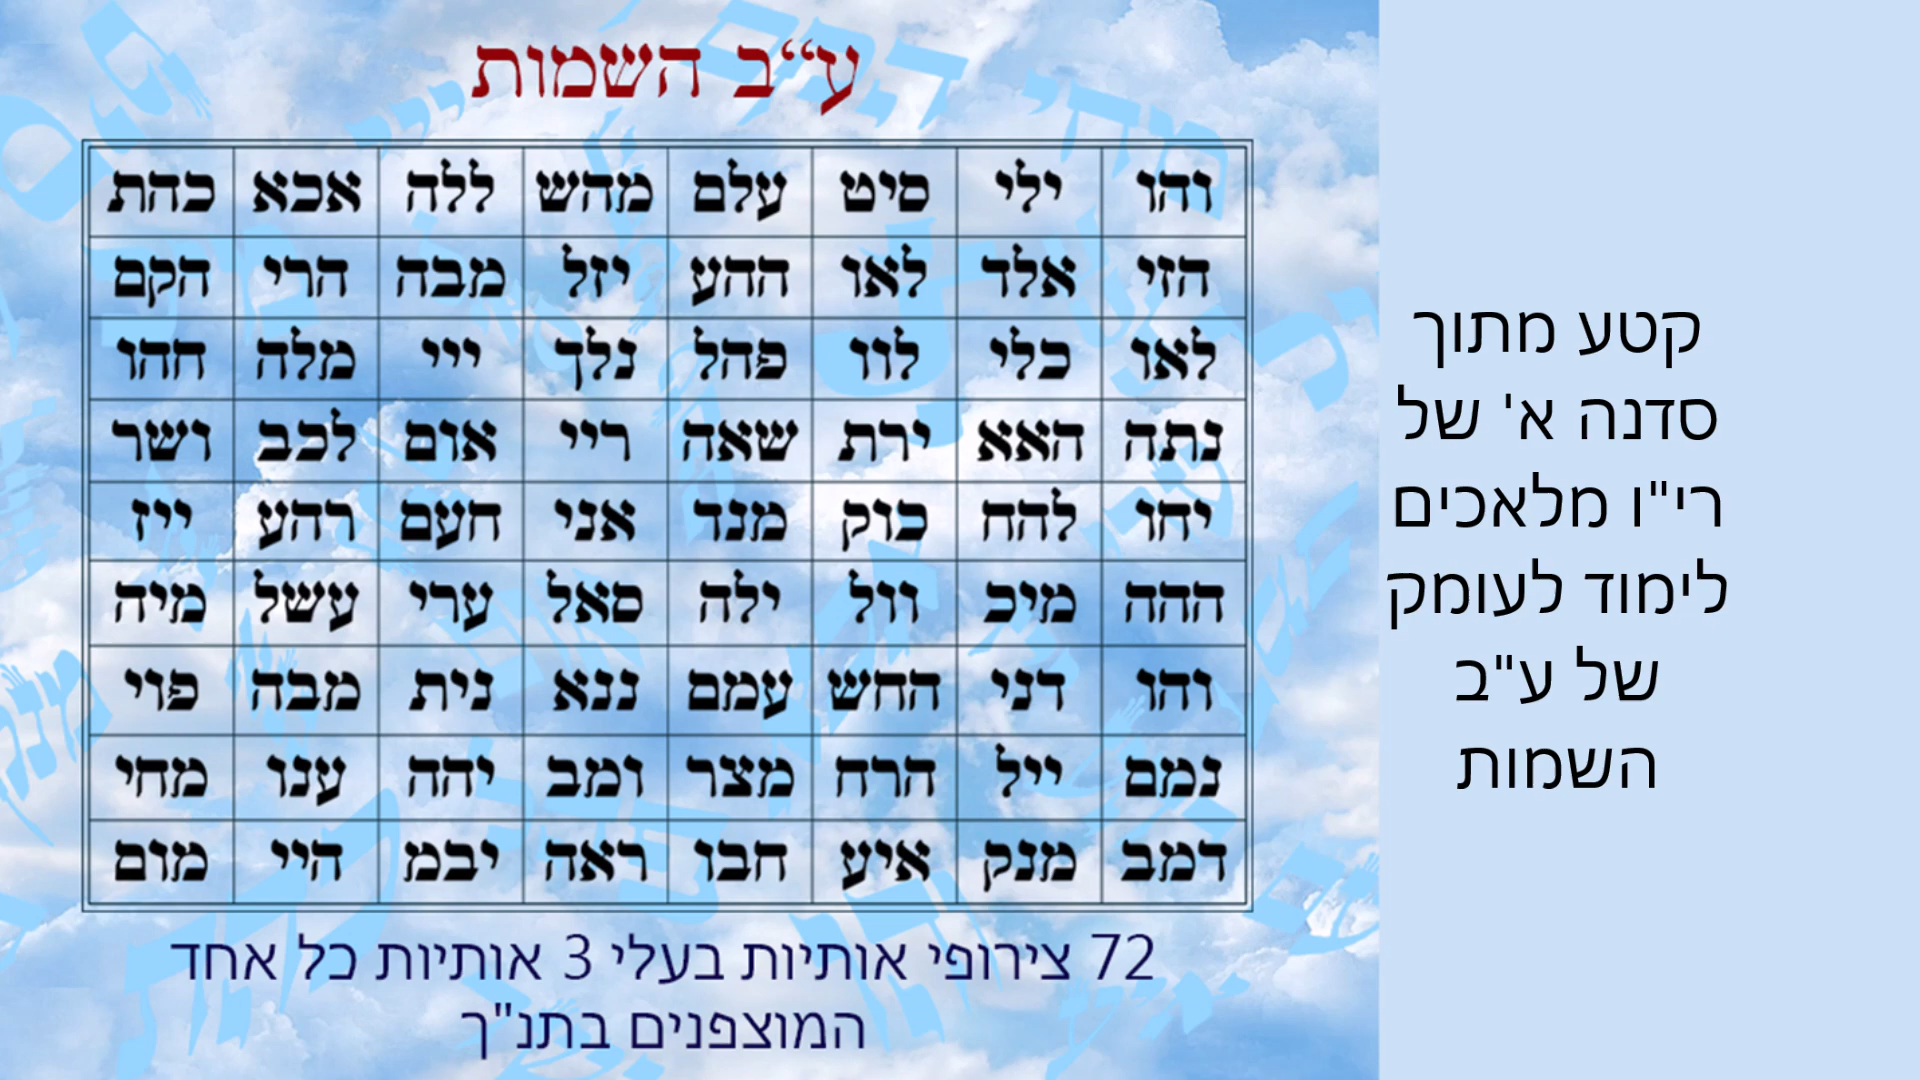 ע“ב השמות
והו ילי סיט עלם מהש ללה אכא כהת
הזי אלד לאו ההע יזל מבה הרי הקם
לאו כלי לוו פהל נלך ייי מלה חהו
נתה האא ירת שאה ריי אום לכב ושר
יחו להח כוק מנד אני חעם רהע ייז
ההה מיכ וול ילה סאל ערי עשל מיה
והו דני החש עמם ננא נית מבה פוי
נמם ייל הרח מצר ומב יהה ענו מחי
דמב מנק איע חבו ראה יבמ היי מום
72 צירופי אותיות בעלי 3 אותיות כל אחד
המוצפנים בתנ"ך
קטע מתוך
סדנה א' של
רי"ו מלאכים
לימוד לעומק
של ע"ב
השמות